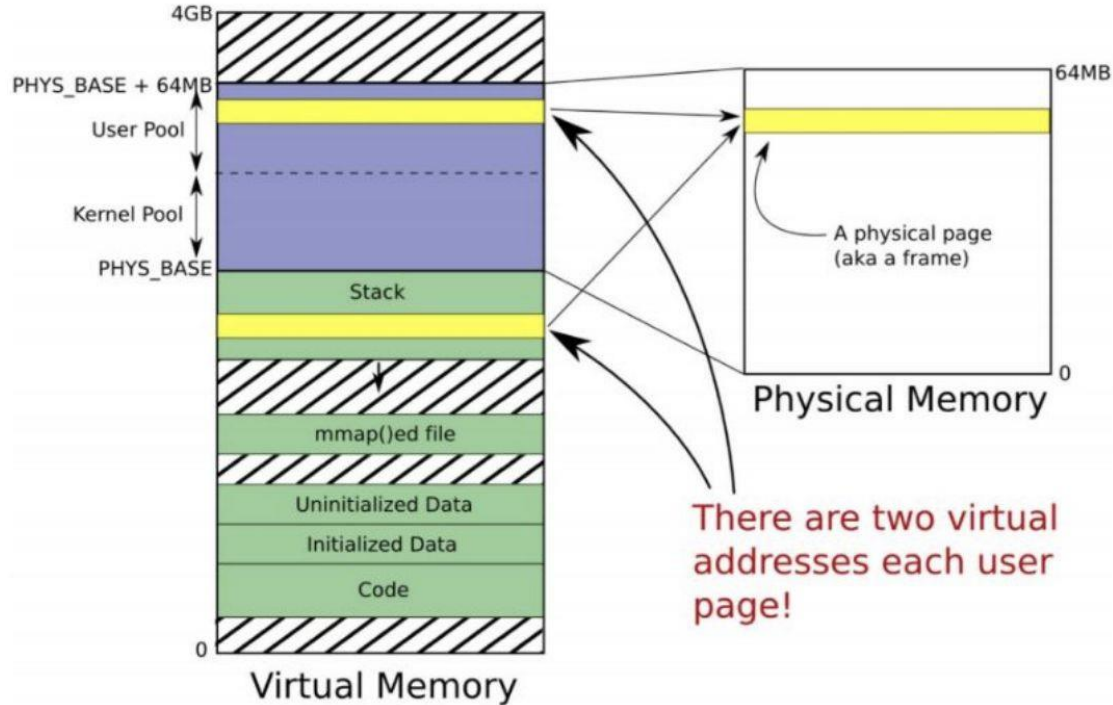 4GB
PHYS_BASE + 64MB
User Pool
Kernel Pool
PHYS_BASE
Stack
mmap()ed file
Uninitialized Data
Initialized Data
Code
0
Virtual Memory
64MB
A physical page
(aka a frame)
0
Physical Memory
There are two virtual
addresses each user
page!